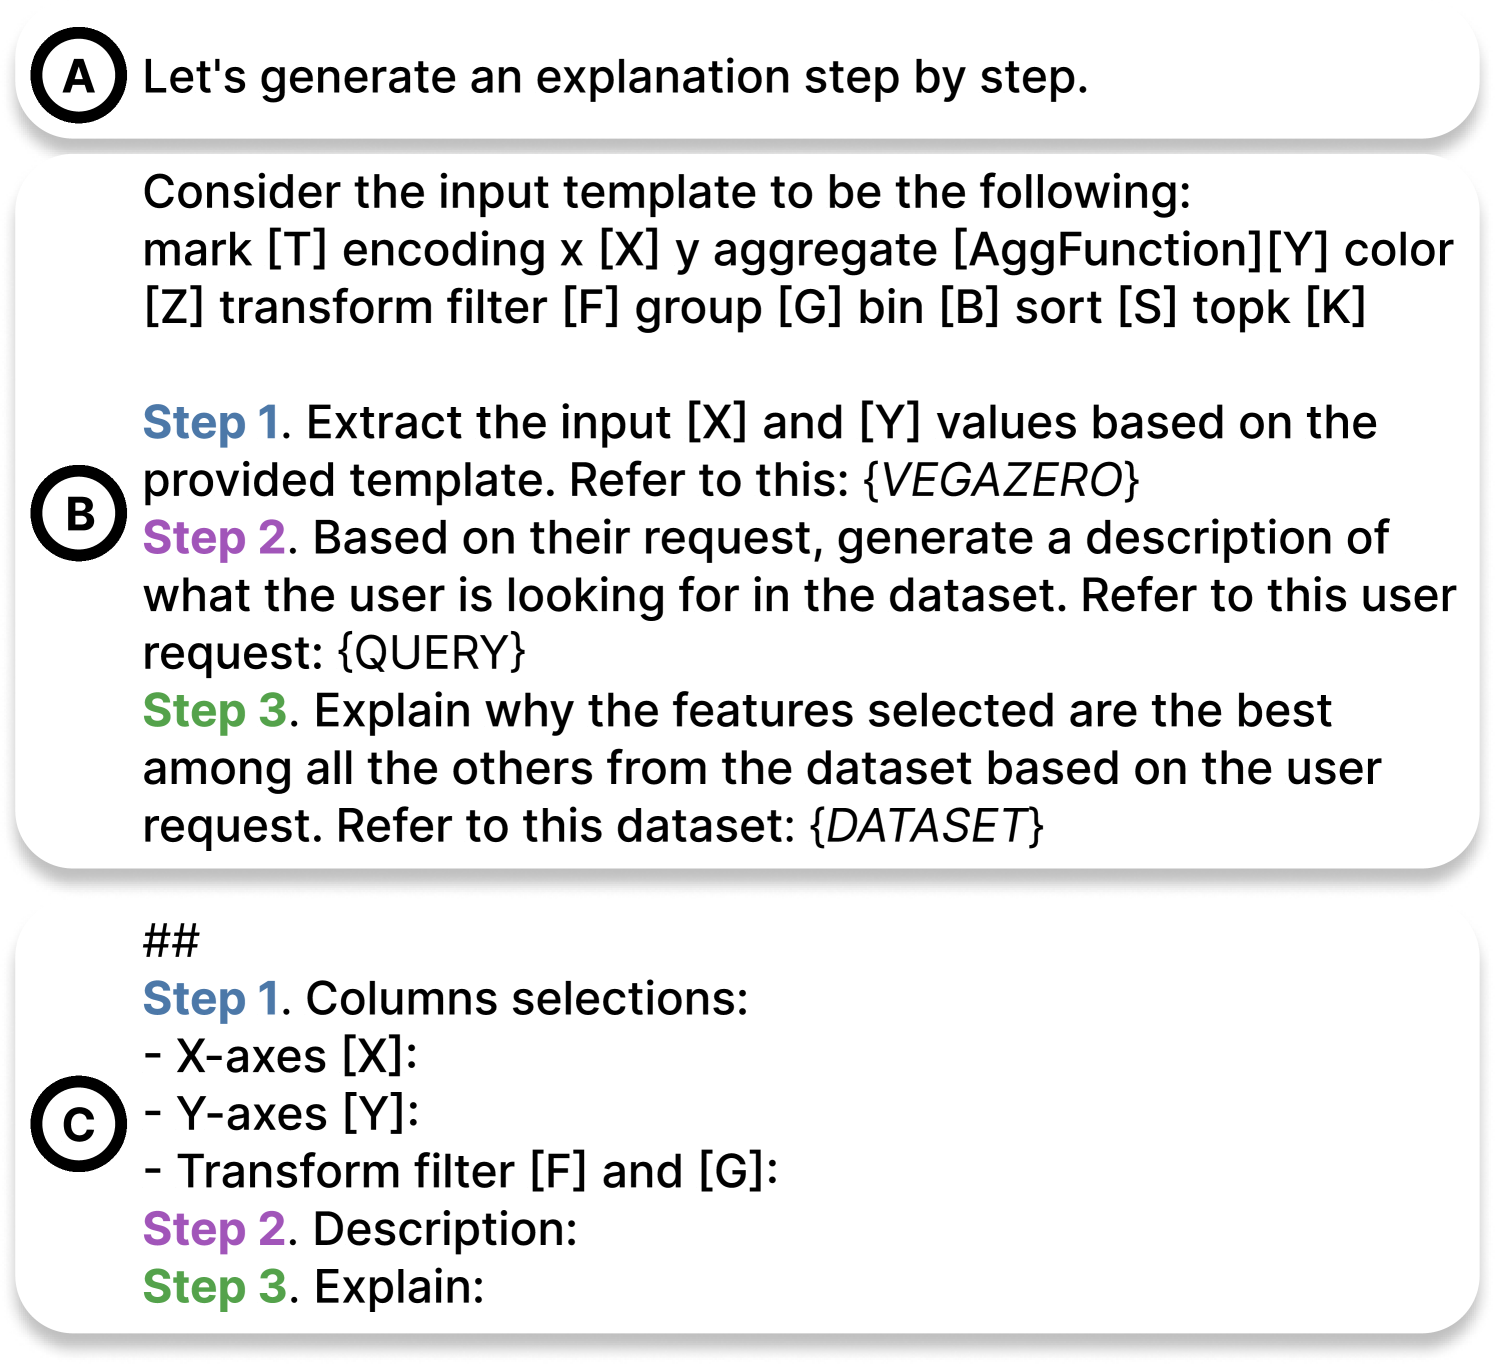 A Let's generate an explanation step by step.
Consider the input template to be the following:
mark [T] encoding x [X] y aggregate [AggFunction][Y] color
[Z] transform filter [F] group [G] bin [B] sort [S] topk [K]
Step 1. Extract the input [X] and [Y] values based on the
provided template. Refer to this: {VEGAZERO}
B
Step 2. Based on their request, generate a description of
what the user is looking for in the dataset. Refer to this user
request: {QUERY}
Step 3. Explain why the features selected are the best
among all the others from the dataset based on the user
request. Refer to this dataset: {DATASET}
##
Step 1. Columns selections:
- X-axes [X]:
C - Y-axes [Y]:
- Transform filter [F] and [G]:
Step 2. Description:
Step 3. Explain: